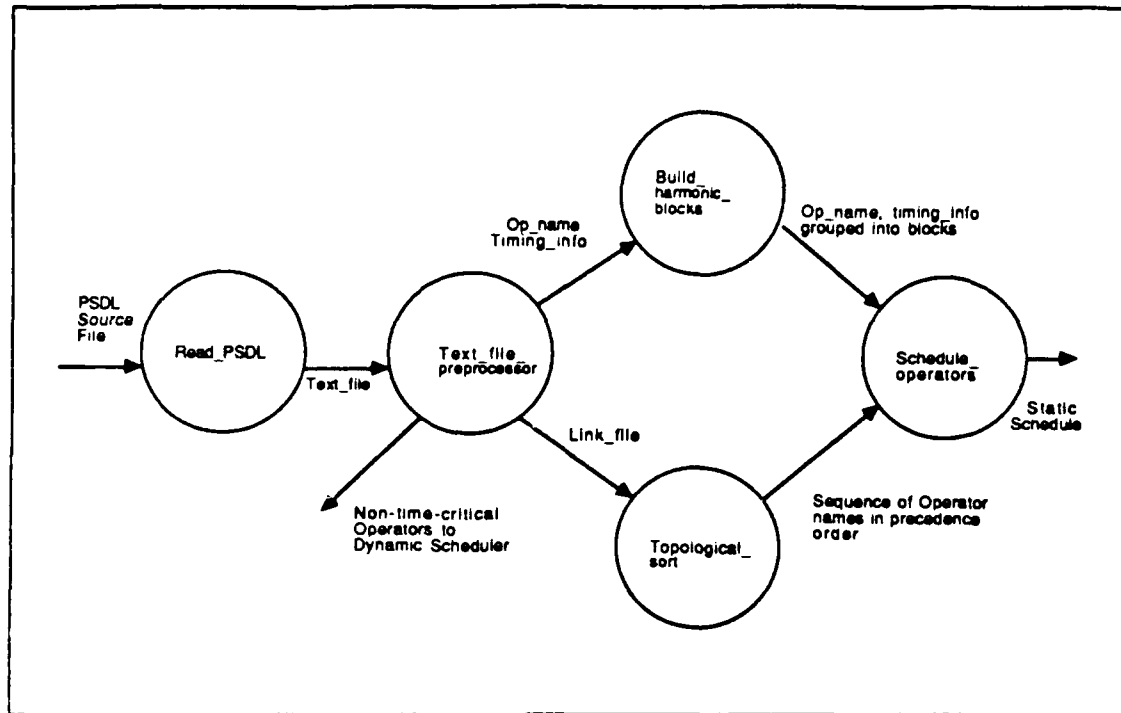 Build_
harmonic_
blocks
Op_name
Timing_info
Op_name, timing_info
grouped into blocks
PSDL
Source
File
Read_PSDL
Text_file
Text_file_
preprocessor
Schedule_
operators
Static
Schedule
Link_file
Non-time-critical
Operators to
Dynamic Scheduler
Topological_
sort
Sequence of Operator
names in precedence
order